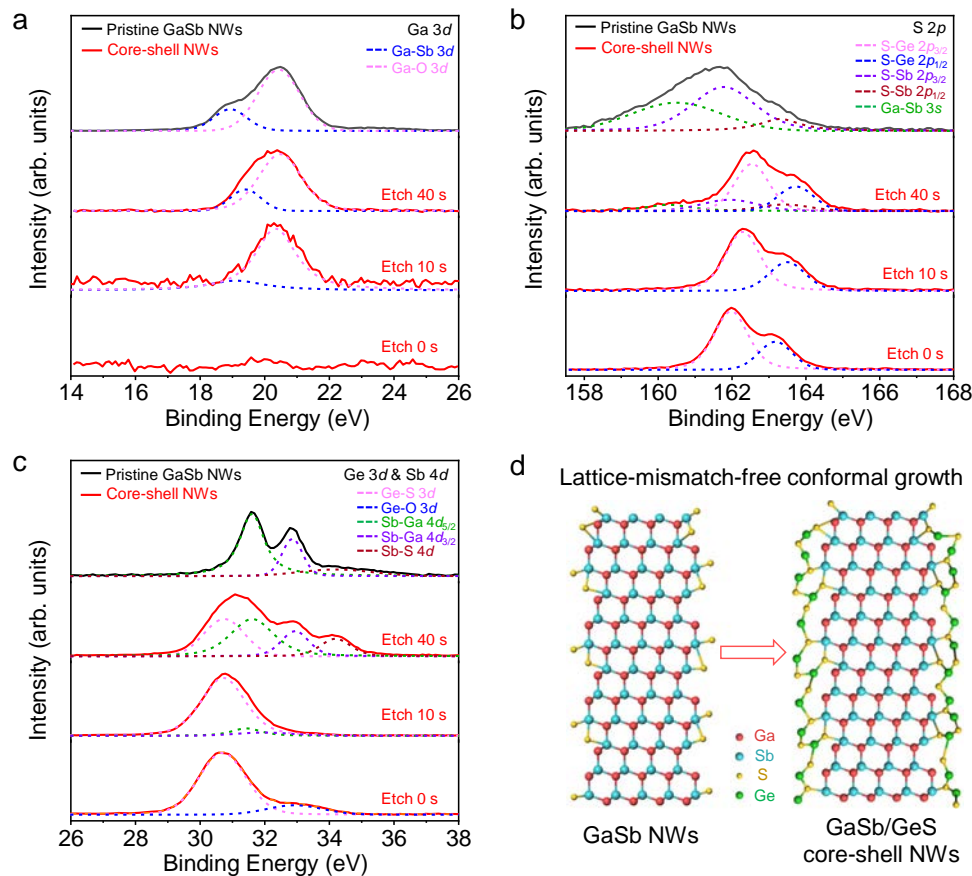 a
Pristine GaSb NWs
Core-shell NWs
Ga 3d
Ga-Sb 3d
Ga-O 3d
Etch 40 s
Etch 10 s
Etch 0 s
Intensity (arb. units)
14 16 18 20 22 24 26
Binding Energy (eV)
b
Pristine GaSb NWs
Core-shell NWs
S 2p
S-Ge 2p3/2
S-Ge 2p1/2
S-Sb 2p3/2
S-Sb 2p1/2
Ga-Sb 3s
Etch 40 s
Etch 10 s
Etch 0 s
Intensity (arb. units)
158 160 162 164 166 168
Binding Energy (eV)
c
Pristine GaSb NWs
Core-shell NWs
Ge 3d & Sb 4d
Ge-S 3d
Ge-O 3d
Sb-Ga 4d5/2
Sb-Ga 4d3/2
Sb-S 4d
Etch 40 s
Etch 10 s
Etch 0 s
Intensity (arb. units)
26 28 30 32 34 36 38
Binding Energy (eV)
d
Lattice-mismatch-free conformal growth
Ga
Sb
S
Ge
GaSb NWs
GaSb/GeS
core-shell NWs